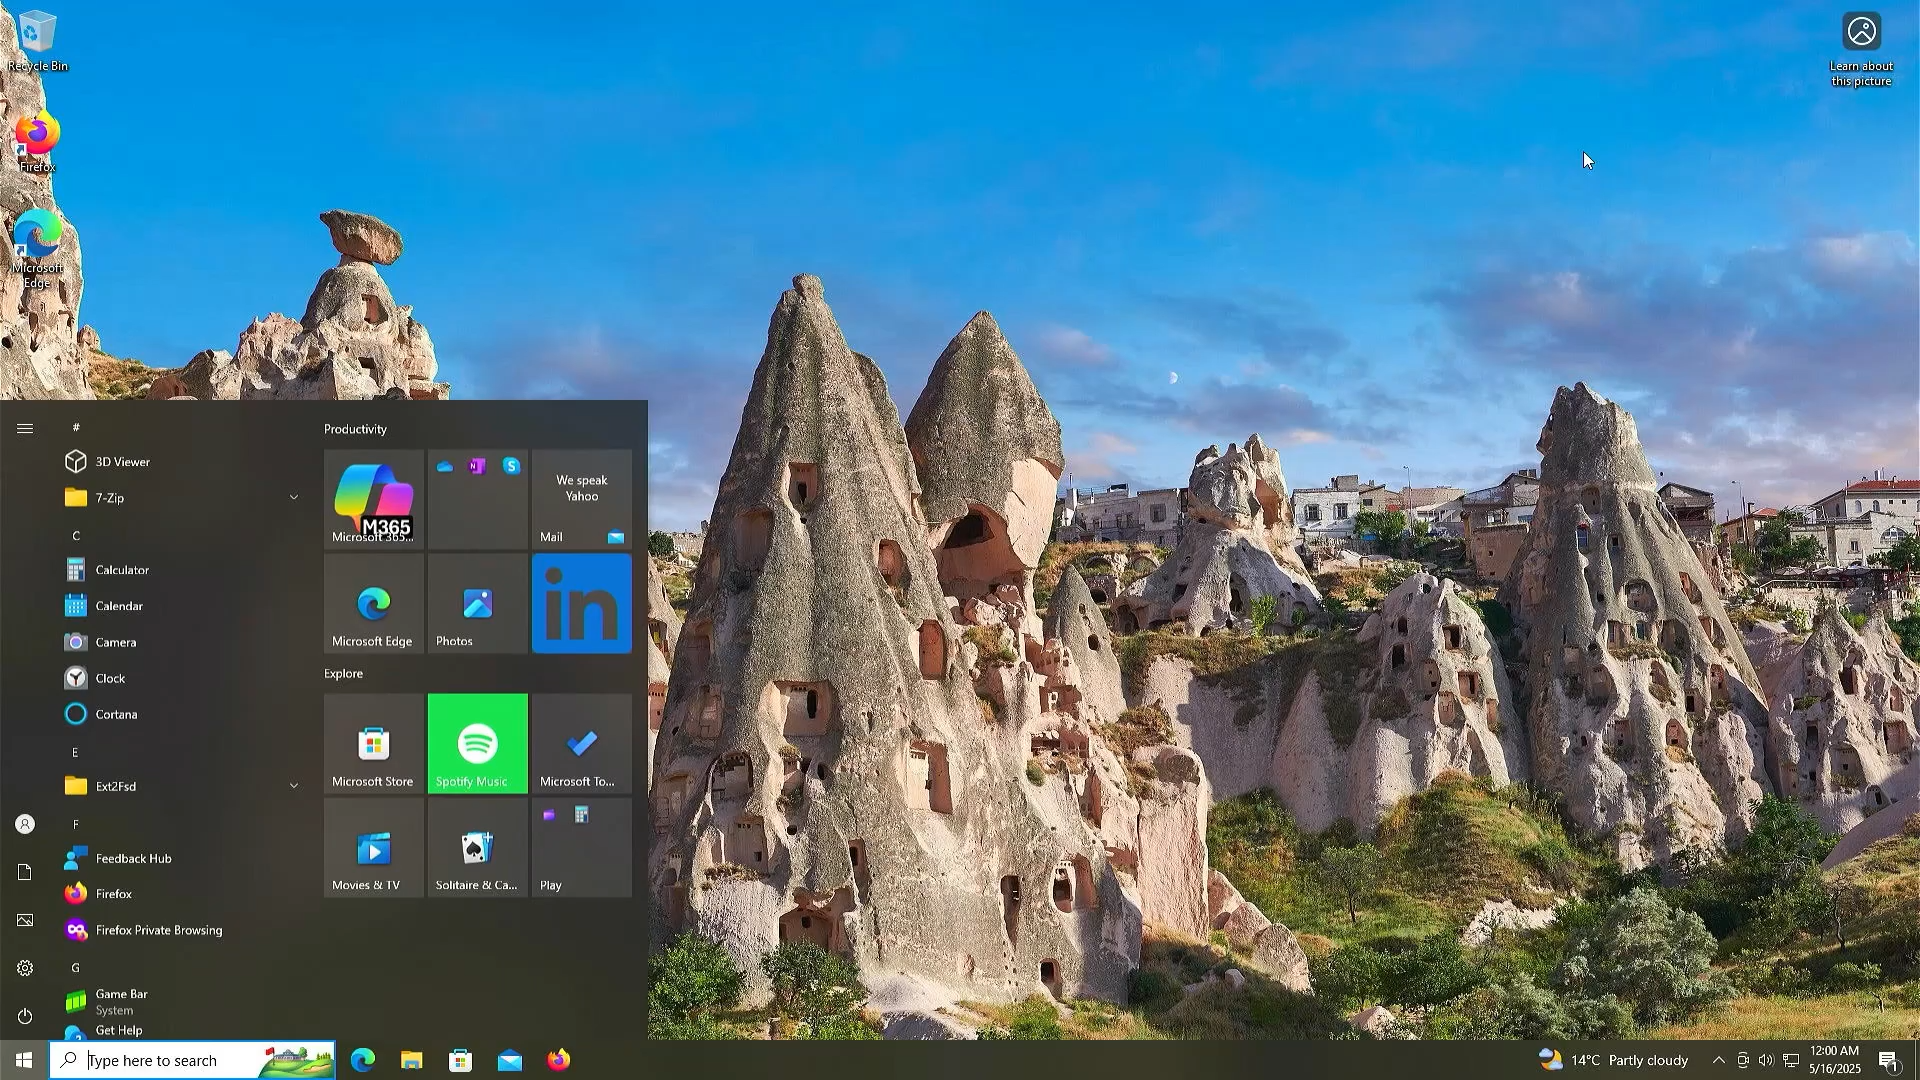 Recycle Bin
Firefox
Microsoft
Edge
Learn about
this picture
#
3D Viewer
7-Zip
C
Calculator
Calendar
Camera
Clock
Cortana
E
Ext2Fsd
F
Feedback Hub
Firefox
Firefox Private Browsing
G
Game Bar
System
Get Help
Productivity
M365
Microsoft 365...
N
S
We speak
Yahoo
Mail
Microsoft Edge
Photos
in
Explore
Microsoft Store
Spotify Music
Microsoft To...
Movies & TV
Solitaire & Ca...
Play
Type here to search
14°C Partly cloudy
12:00 AM
5/16/2025
1